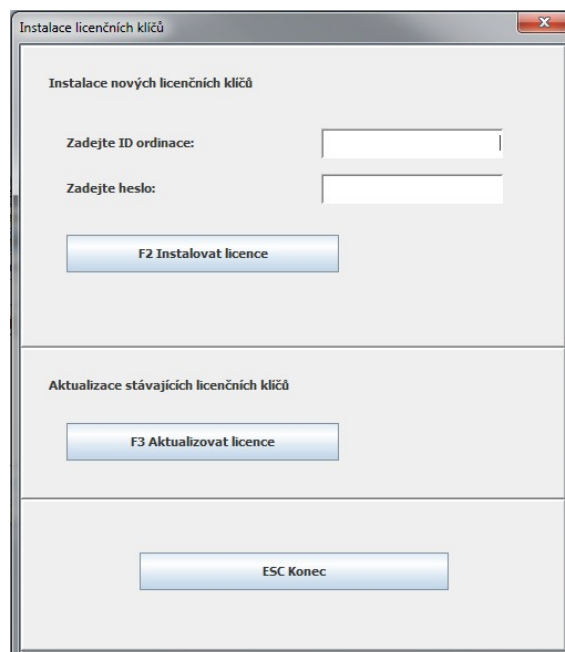 Instalace licenčních klíčů
Instalace nových licenčních klíčů
Zadejte ID ordinace:
Zadejte heslo:
F2 Instalovat licence
Aktualizace stávajících licenčních klíčů
F3 Aktualizovat licence
ESC Konec